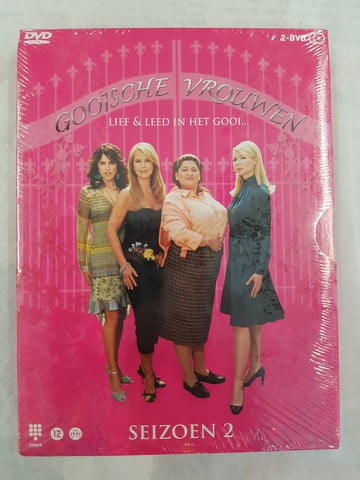 DVD
2-DVD
GOOISCHE VROUWEN
LIEF & LEED IN HET GOOI...
12
SEIZOEN 2